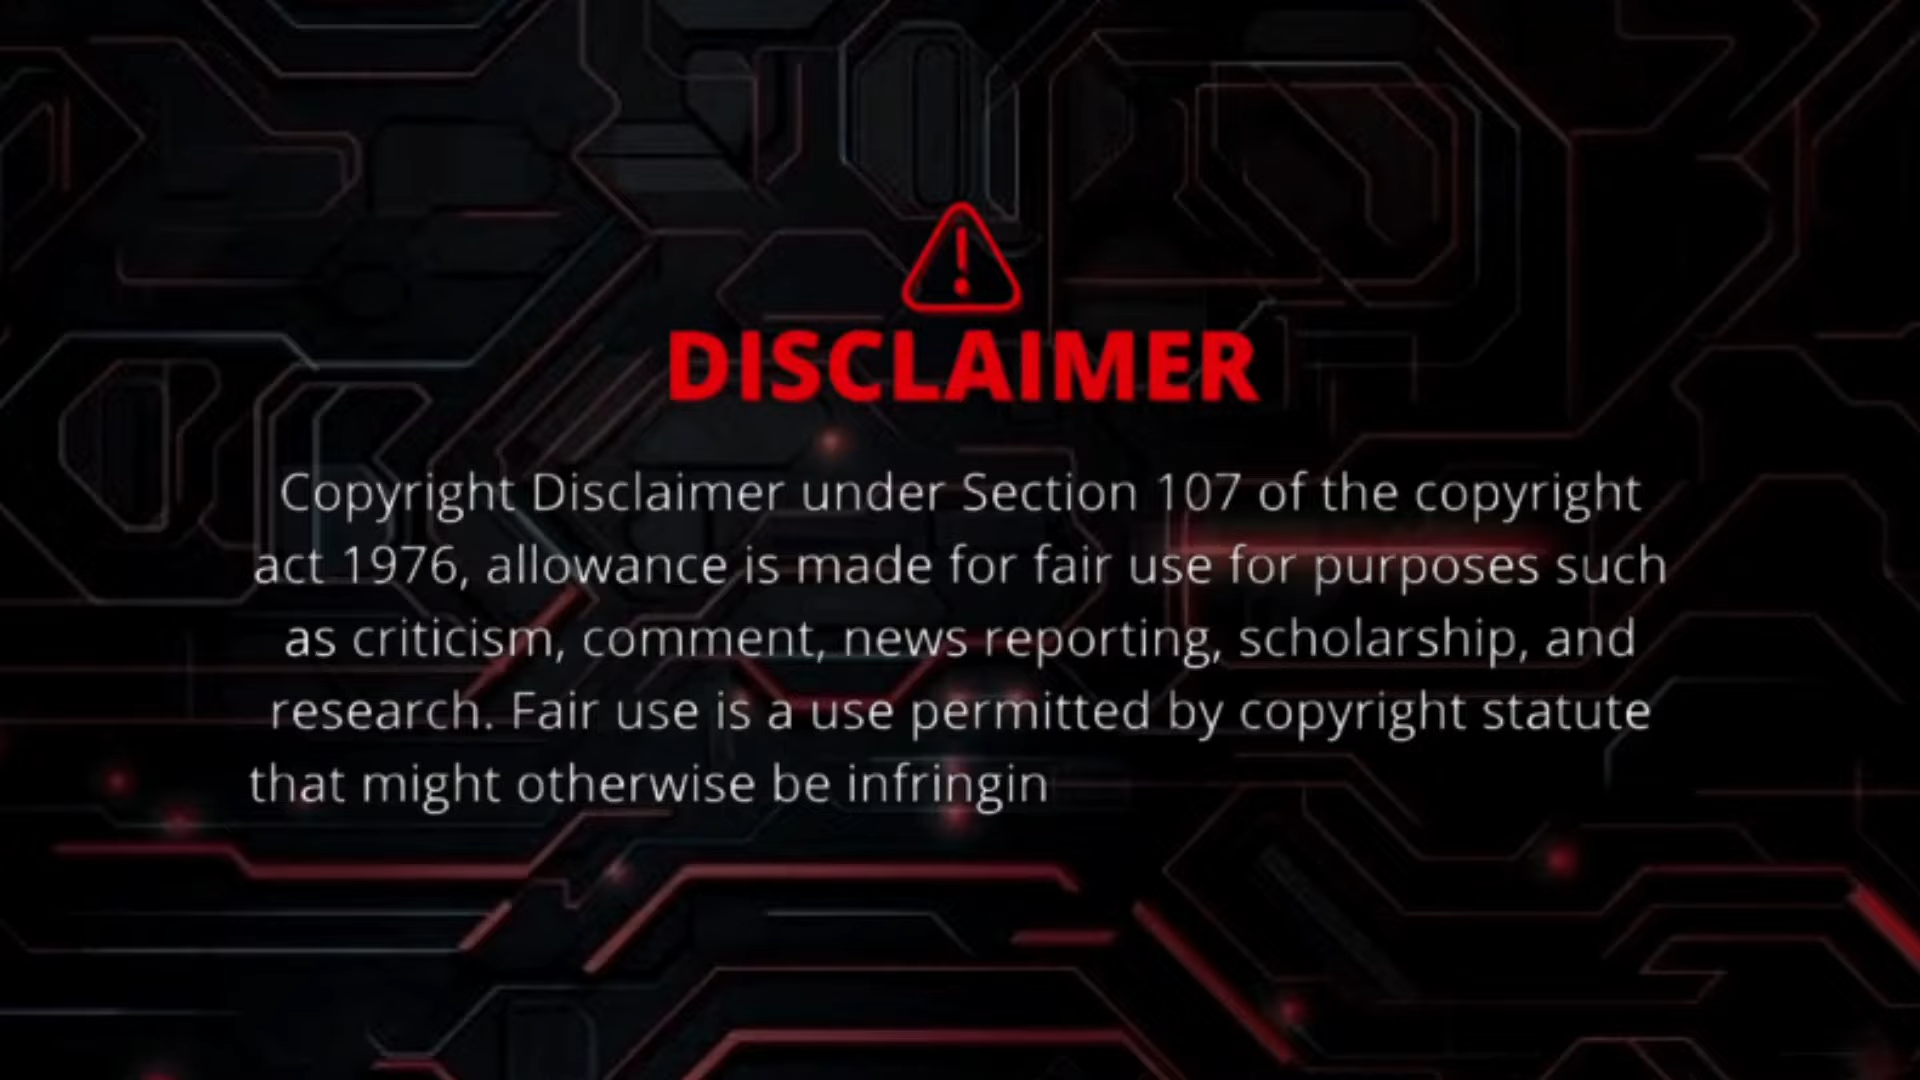 DISCLAIMER
Copyright Disclaimer under Section 107 of the copyright
act 1976, allowance is made for fair use for purposes such
as criticism, comment, news reporting, scholarship, and
research. Fair use is a use permitted by copyright statute
that might otherwise be infringin